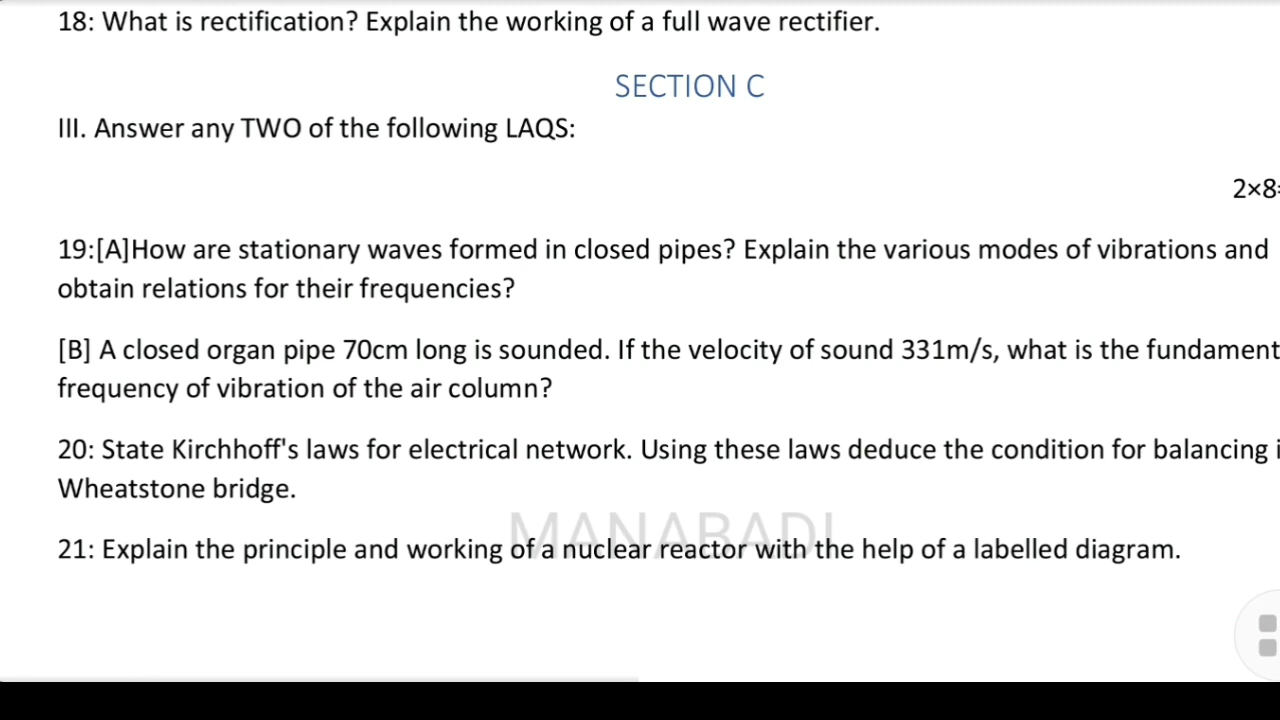 18: What is rectification? Explain the working of a full wave rectifier.
SECTION C
III. Answer any TWO of the following LAQS:
2×8=
19:[A]How are stationary waves formed in closed pipes? Explain the various modes of vibrations and
obtain relations for their frequencies?
[B] A closed organ pipe 70cm long is sounded. If the velocity of sound 331m/s, what is the fundament
frequency of vibration of the air column?
20: State Kirchhoff's laws for electrical network. Using these laws deduce the condition for balancing i
Wheatstone bridge.
MANABADI
21: Explain the principle and working of a nuclear reactor with the help of a labelled diagram.